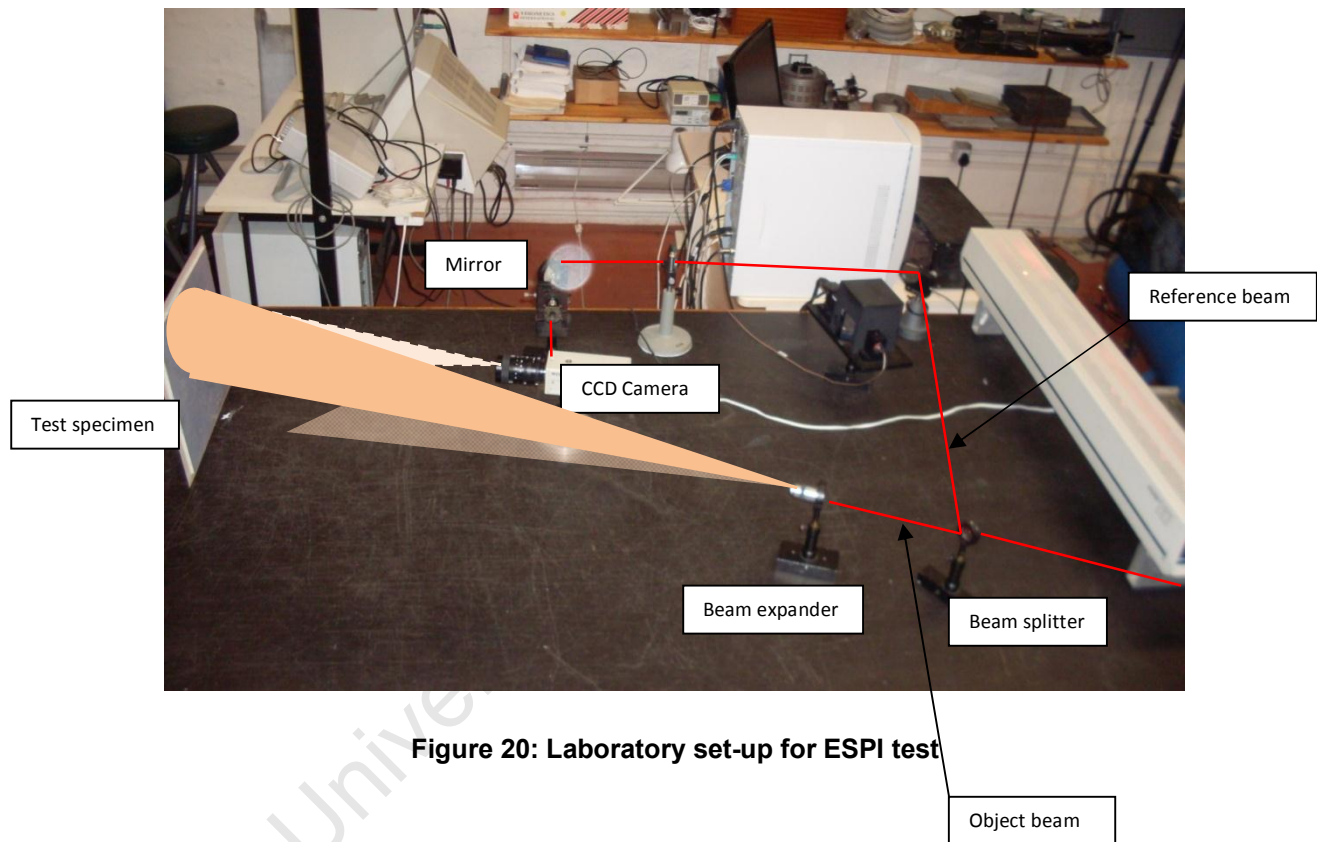 Mirror
Reference beam
CCD Camera
Test specimen
Beam expander
Beam splitter
Figure 20: Laboratory set-up for ESPI test
Object beam